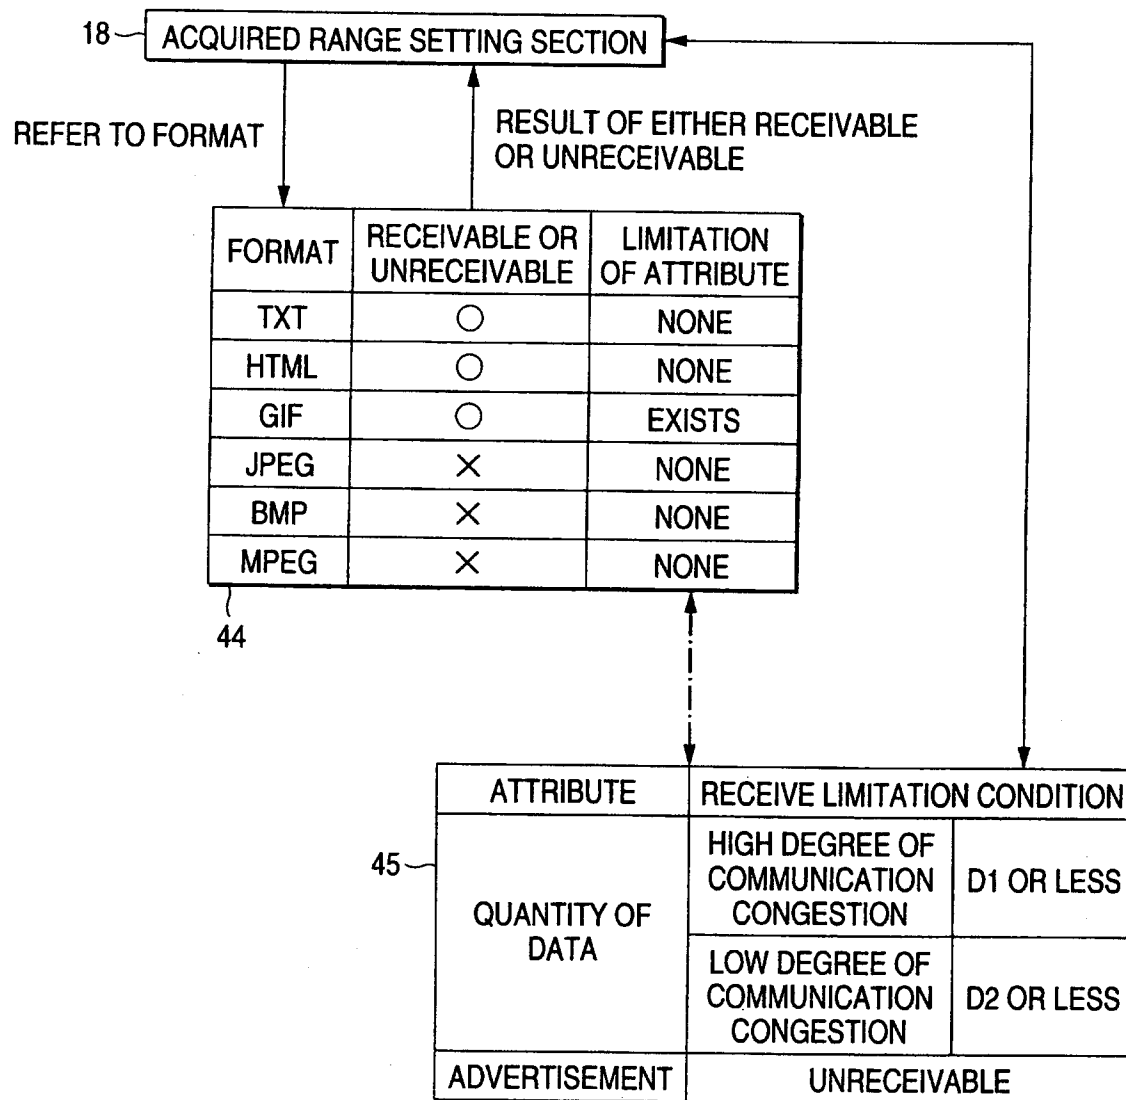 18
ACQUIRED RANGE SETTING SECTION
REFER TO FORMAT
RESULT OF EITHER RECEIVABLE
OR UNRECEIVABLE
FORMAT
RECEIVABLE OR
UNRECEIVABLE
LIMITATION
OF ATTRIBUTE
TXT ○ NONE
HTML ○ NONE
GIF ○ EXISTS
JPEG × NONE
BMP × NONE
MPEG × NONE
44
ATTRIBUTE
RECEIVE LIMITATION CONDITION
45
QUANTITY OF
DATA
HIGH DEGREE OF
COMMUNICATION
CONGESTION
D1 OR LESS
LOW DEGREE OF
COMMUNICATION
CONGESTION
D2 OR LESS
ADVERTISEMENT
UNRECEIVABLE